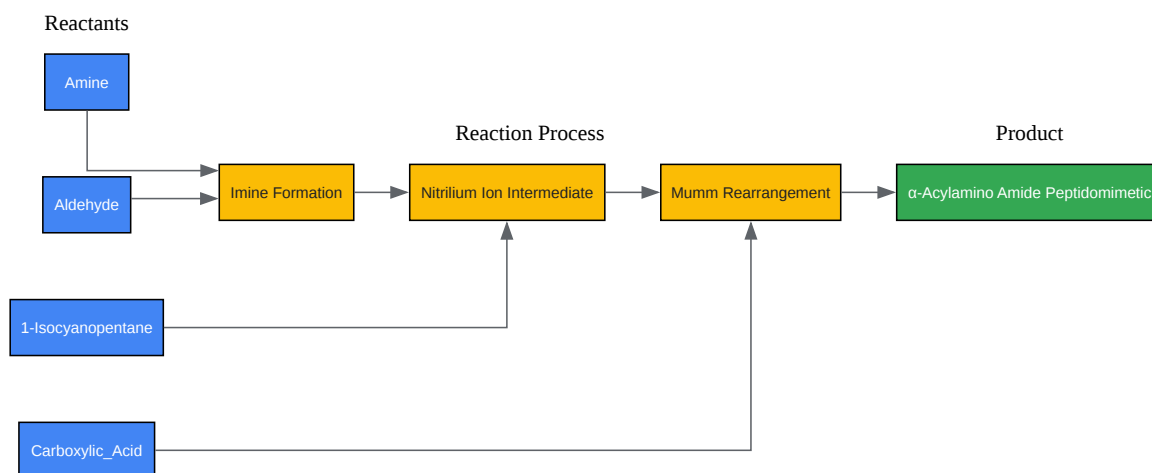 Reactants
Amine
Reaction Process
Product
Imine Formation
Nitrilium Ion Intermediate
Mumm Rearrangement
α-Acylamino Amide Peptidomimetic
Aldehyde
1-Isocyanopentane
Carboxylic_Acid